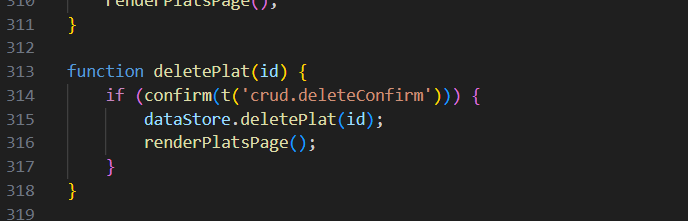 310 renderPlatsPage();
311 }
312
313 function deletePlat(id) {
314 if (confirm(t('crud.deleteConfirm'))) {
315 dataStore.deletePlat(id);
316 renderPlatsPage();
317 }
318 }
319